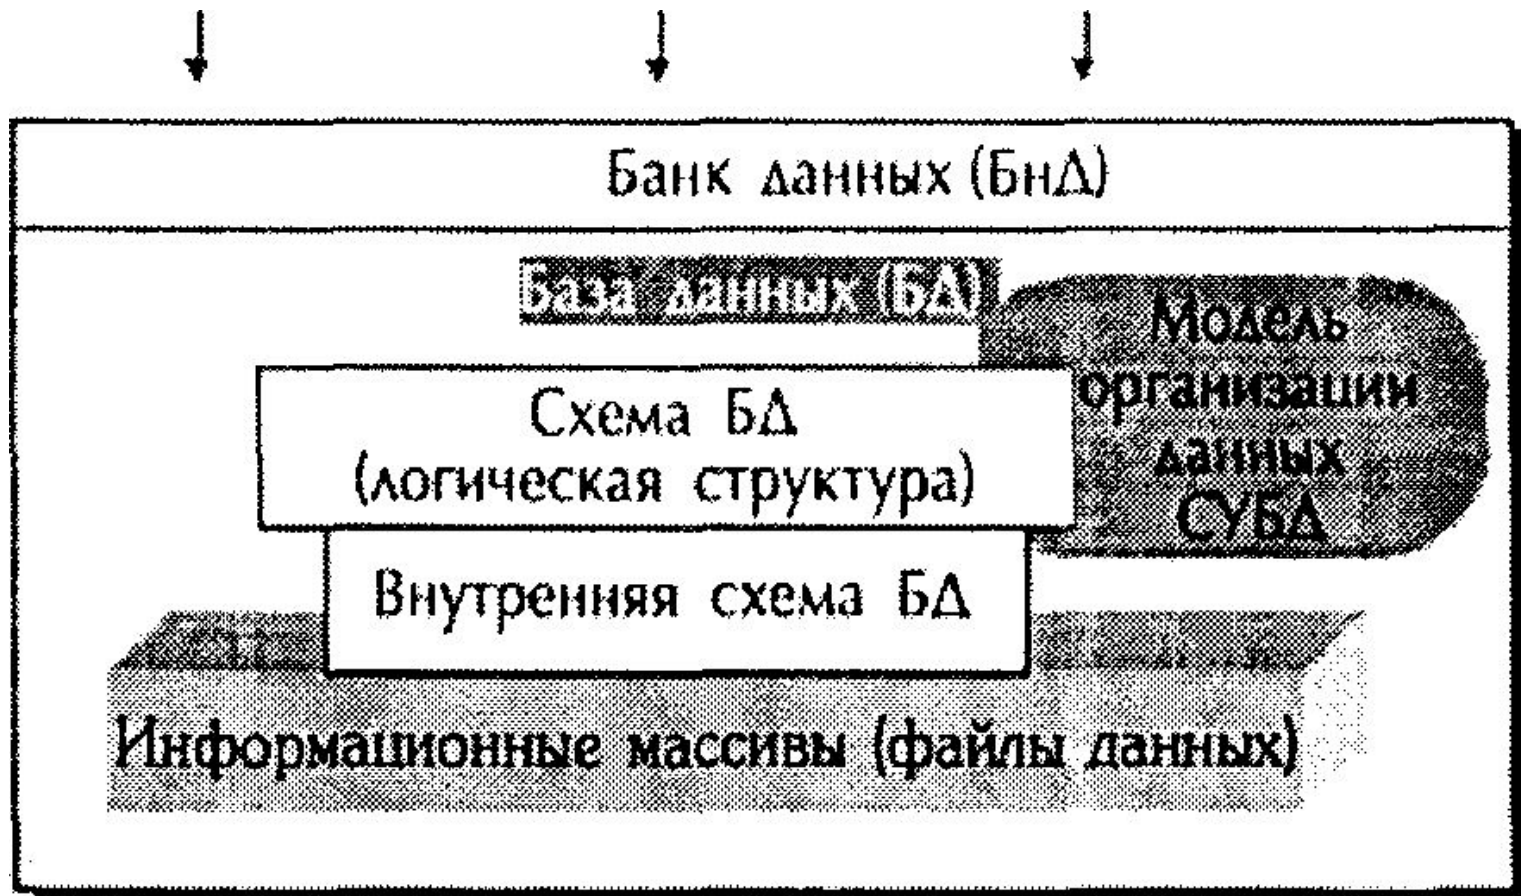 Банк данных (БнД)
База данных (БД)
Модель
организации
данных
СУБД
Схема БД
(логическая структура)
Внутренняя схема БД
Информационные массивы (файлы данных)